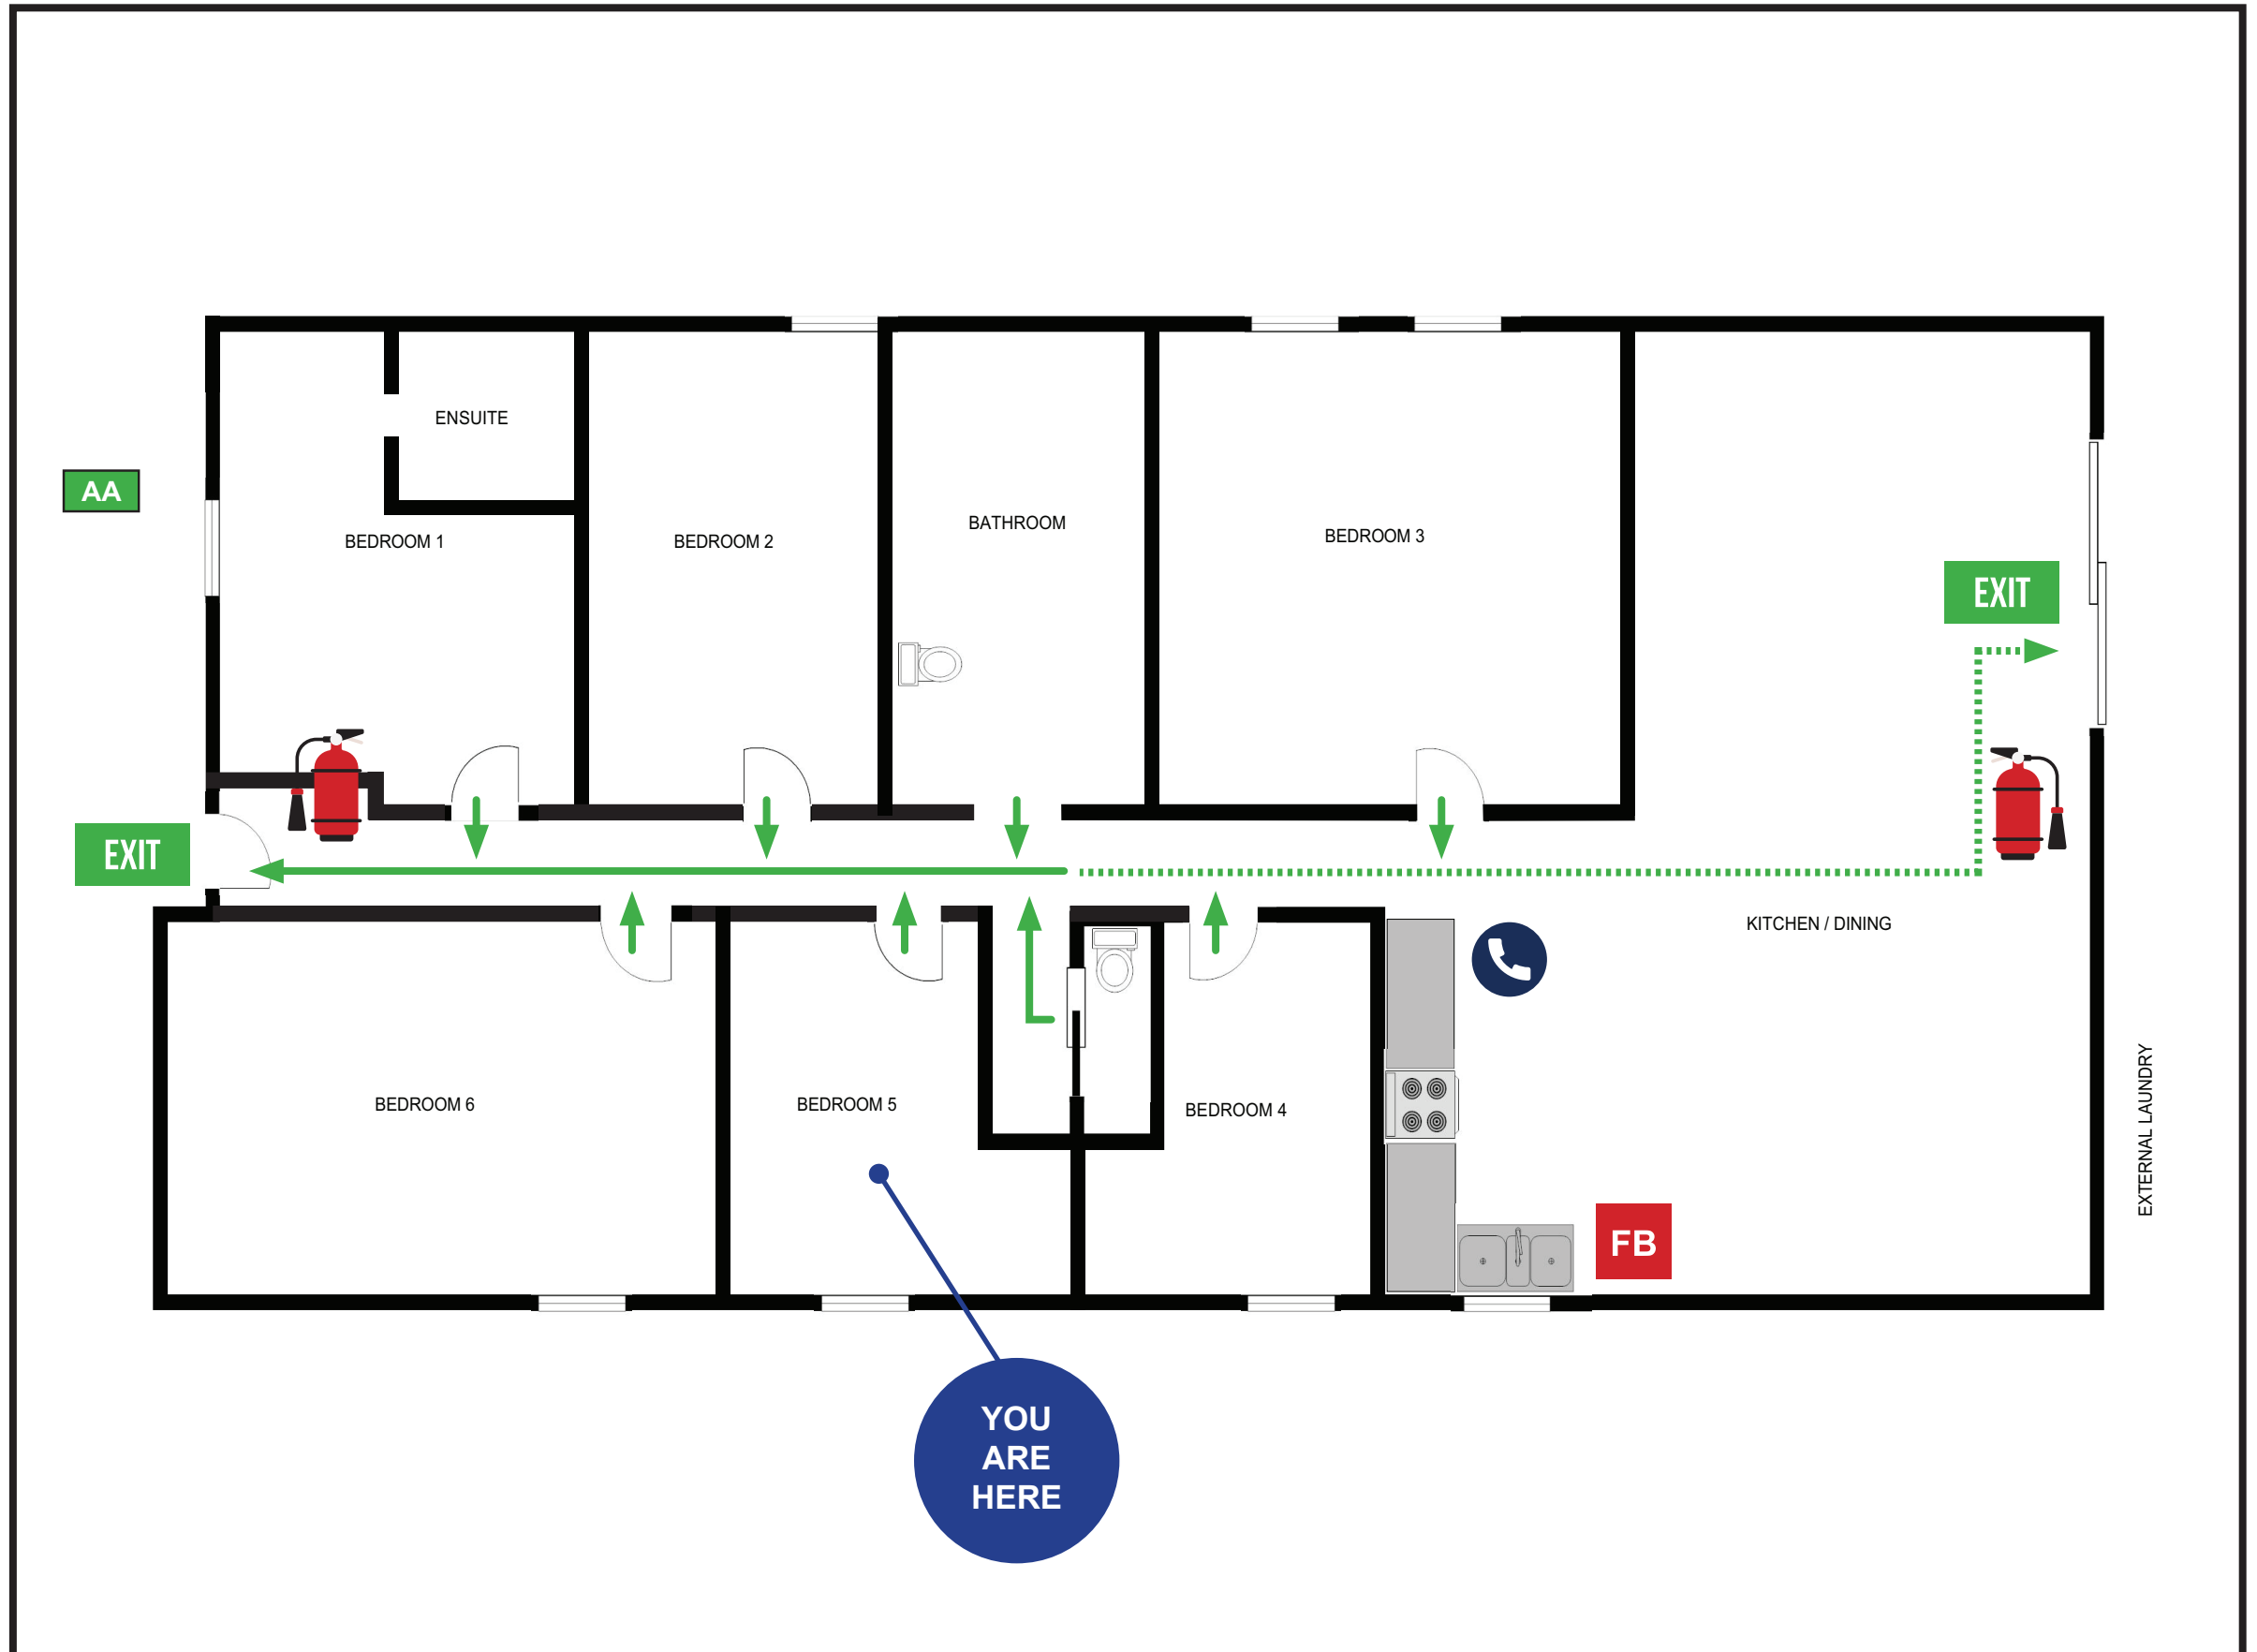 ENSUITE
AA
BEDROOM 1
BEDROOM 2
BATHROOM
BEDROOM 3
EXIT
EXIT
KITCHEN / DINING
BEDROOM 6
BEDROOM 5
BEDROOM 4
EXTERNAL LAUNDRY
FB
YOU
ARE
HERE